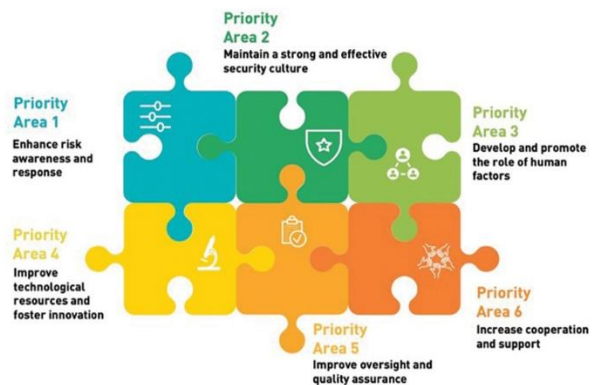 Priority
Area 1
Enhance risk
awareness and
response
Priority
Area 2
Maintain a strong and effective
security culture
Priority
Area 3
Develop and promote
the role of human
factors
Priority
Area 4
Improve
technological
resources and
foster innovation
Priority
Area 5
Improve oversight and
quality assurance
Priority
Area 6
Increase cooperation
and support